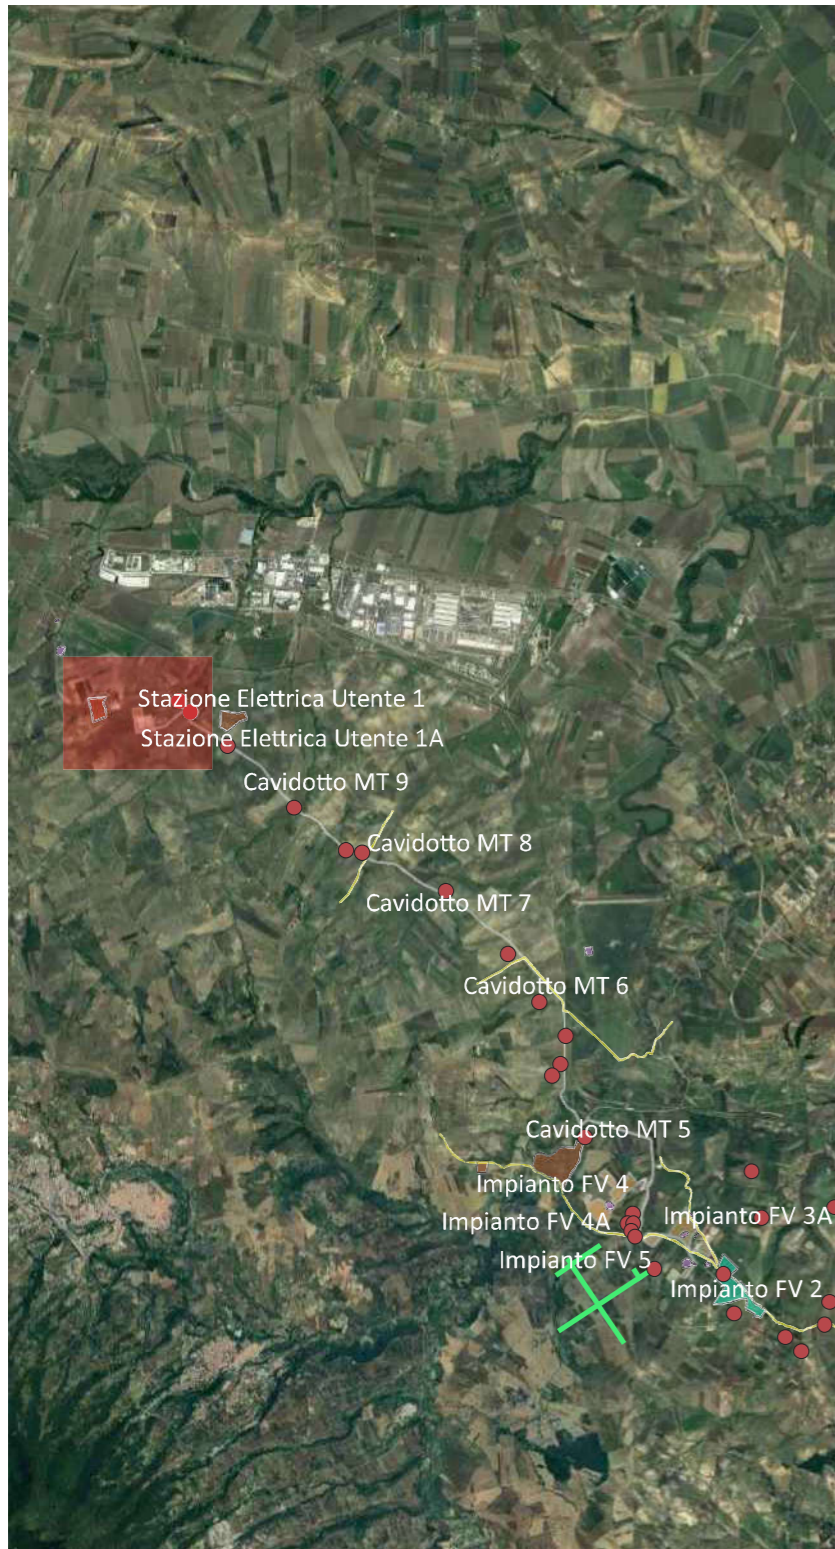 Stazione Elettrica Utente 1
Stazione Elettrica Utente 1A
Cavidotto MT 9
Cavidotto MT 8
Cavidotto MT 7
Cavidotto MT 6
Cavidotto MT 5
Impianto FV 4
Impianto FV 4A
Impianto FV 3A
Impianto FV 5
Impianto FV 2